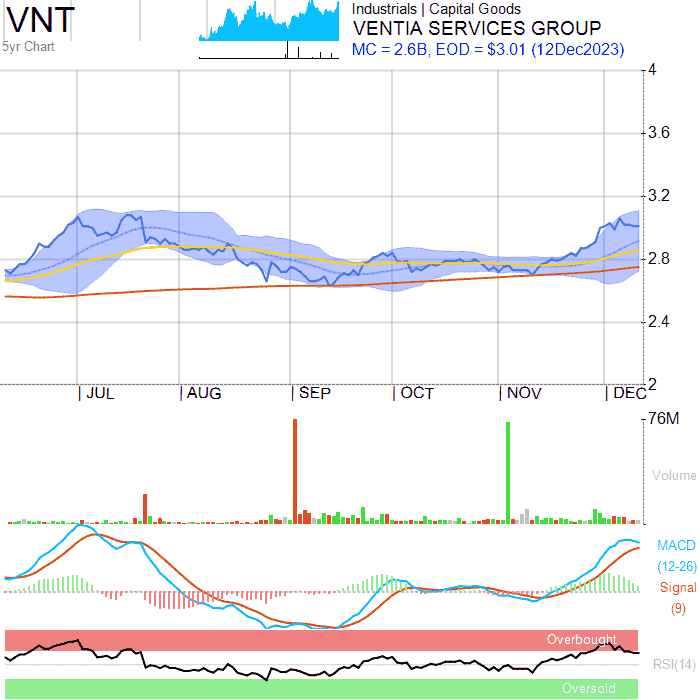 VNT
5yr Chart
Industrials | Capital Goods
VENTIA SERVICES GROUP
MC = 2.6B, EOD = $3.01 (12Dec2023)
4
3.6
3.2
2.8
2.4
2
| JUL
| AUG
| SEP
| OCT
| NOV
| DEC
76M
Volume
MACD
(12-26)
Signal
(9)
Overbought
RSI(14)
Oversold